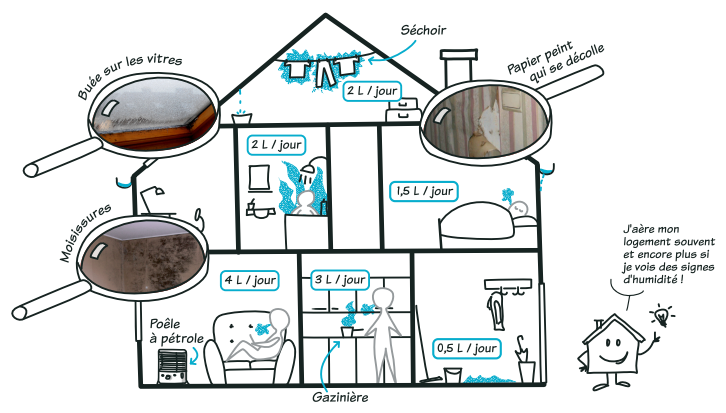 Séchoir
Buée sur les vitres
Papier peint
qui se décolle
2 L / jour
2 L / jour
1,5 L / jour
Moisissures
J'aère mon
logement souvent
et encore plus si
je vois des signes
d'humidité !
4 L / jour
3 L / jour
Poêle
à pétrole
0,5 L / jour
Gazinière